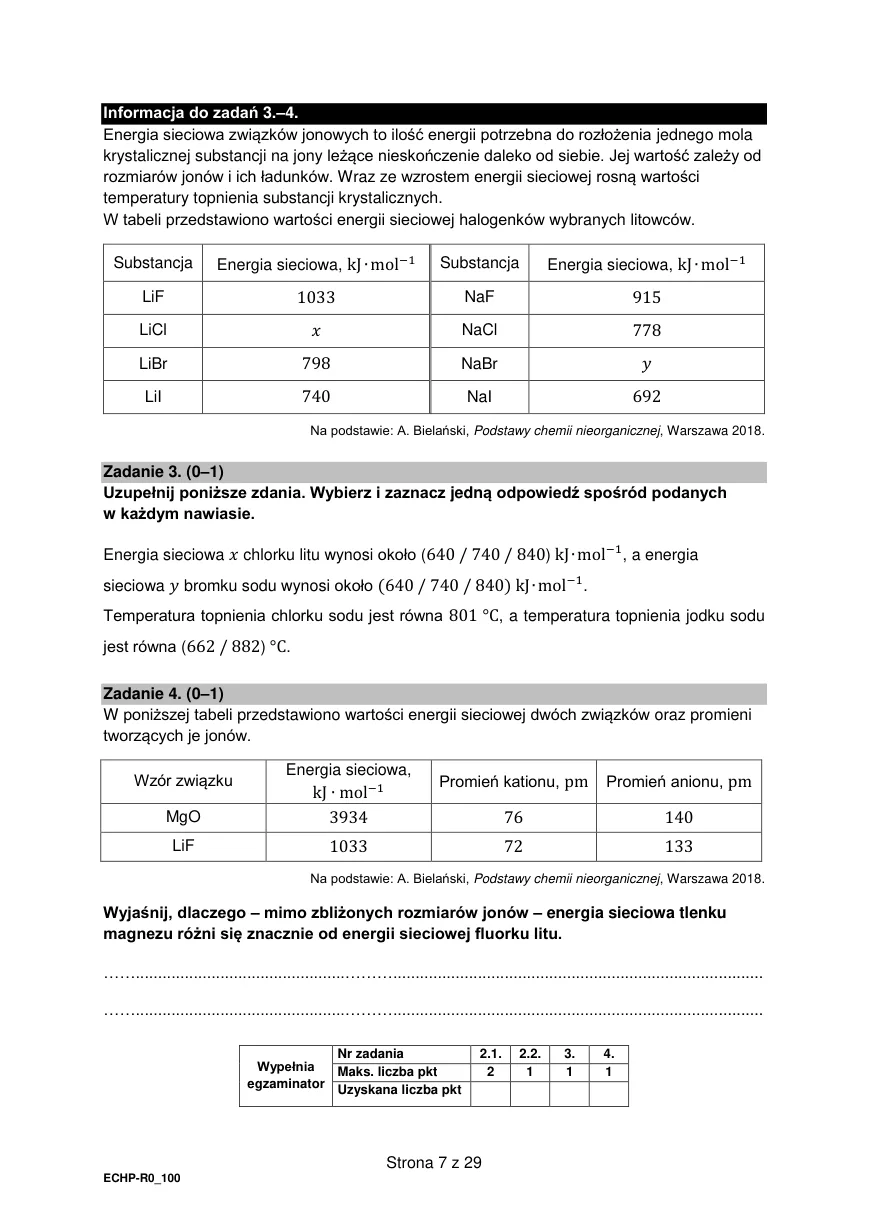 Informacja do zadań 3.–4.
Energia sieciowa związków jonowych to ilość energii potrzebna do rozłożenia jednego mola
krystalicznej substancji na jony leżące nieskończenie daleko od siebie. Jej wartość zależy od
rozmiarów jonów i ich ładunków. Wraz ze wzrostem energii sieciowej rosną wartości
temperatury topnienia substancji krystalicznych.
W tabeli przedstawiono wartości energii sieciowej halogenków wybranych litowców.
Substancja Energia sieciowa, kJ·mol⁻¹ Substancja Energia sieciowa, kJ·mol⁻¹
LiF 1033 NaF 915
LiCl x NaCl 778
LiBr 798 NaBr y
LiI 740 NaI 692
Na podstawie: A. Bielański, Podstawy chemii nieorganicznej, Warszawa 2018.
Zadanie 3. (0–1)
Uzupełnij poniższe zdania. Wybierz i zaznacz jedną odpowiedź spośród podanych
w każdym nawiasie.
Energia sieciowa x chlorku litu wynosi około (640 / 740 / 840) kJ·mol⁻¹, a energia
sieciowa y bromku sodu wynosi około (640 / 740 / 840) kJ·mol⁻¹.
Temperatura topnienia chlorku sodu jest równa 801 °C, a temperatura topnienia jodku sodu
jest równa (662 / 882) °C.
Zadanie 4. (0–1)
W poniższej tabeli przedstawiono wartości energii sieciowej dwóch związków oraz promieni
tworzących je jonów.
Wzór związku Energia sieciowa, kJ · mol⁻¹ Promień kationu, pm Promień anionu, pm
MgO 3934 76 140
LiF 1033 72 133
Na podstawie: A. Bielański, Podstawy chemii nieorganicznej, Warszawa 2018.
Wyjaśnij, dlaczego – mimo zbliżonych rozmiarów jonów – energia sieciowa tlenku
magnezu różni się znacznie od energii sieciowej fluorku litu.
Wypełnia egzaminator
Nr zadania 2.1. 2.2. 3. 4.
Maks. liczba pkt 2 1 1 1
Uzyskana liczba pkt
Strona 7 z 29
ECHP-R0_100